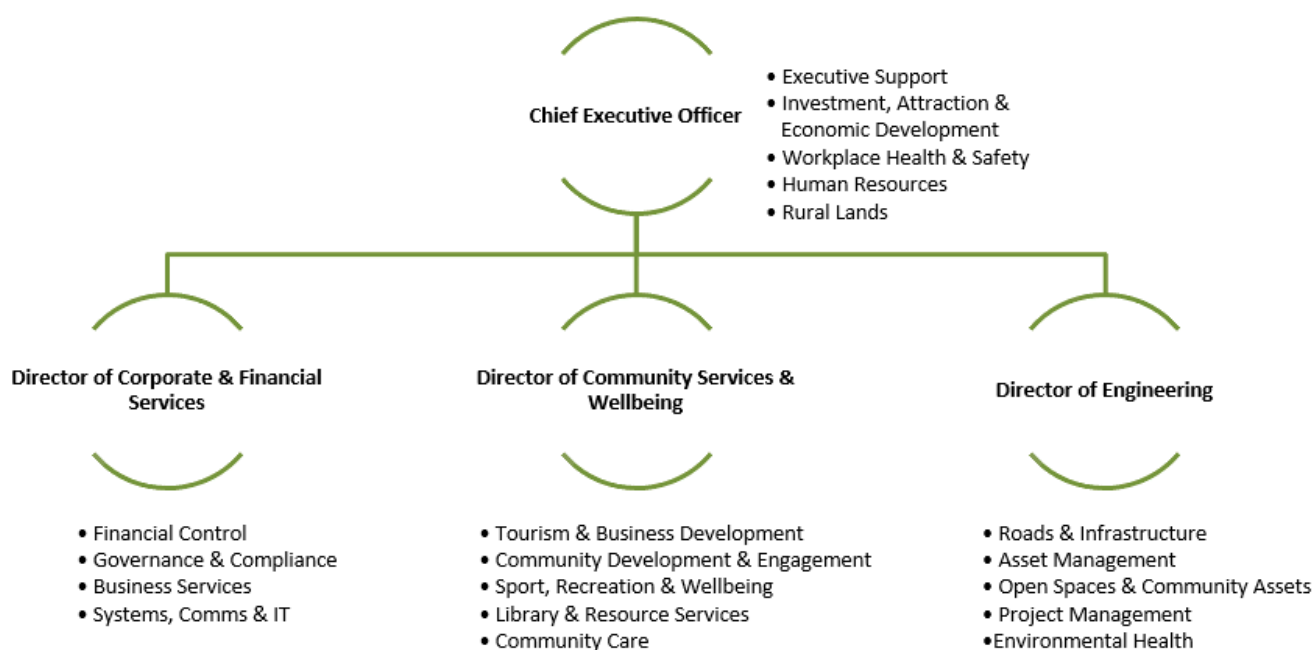 Chief Executive Officer
• Executive Support
• Investment, Attraction &
Economic Development
• Workplace Health & Safety
• Human Resources
• Rural Lands
Director of Corporate & Financial
Services
• Financial Control
• Governance & Compliance
• Business Services
• Systems, Comms & IT
Director of Community Services &
Wellbeing
• Tourism & Business Development
• Community Development & Engagement
• Sport, Recreation & Wellbeing
• Library & Resource Services
• Community Care
Director of Engineering
• Roads & Infrastructure
• Asset Management
• Open Spaces & Community Assets
• Project Management
•Environmental Health